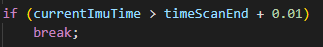 if (currentImuTime > timeScanEnd + 0.01)
    break;